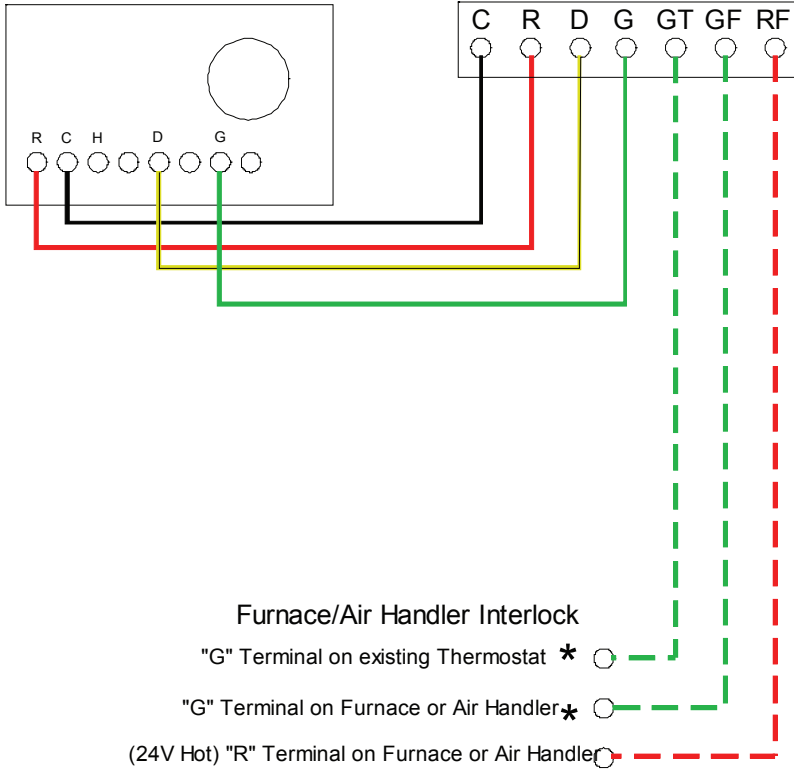 C R D G GT GF RF
R C H D G
Furnace/Air Handler Interlock
"G" Terminal on existing Thermostat *
"G" Terminal on Furnace or Air Handler *
(24V Hot) "R" Terminal on Furnace or Air Handler